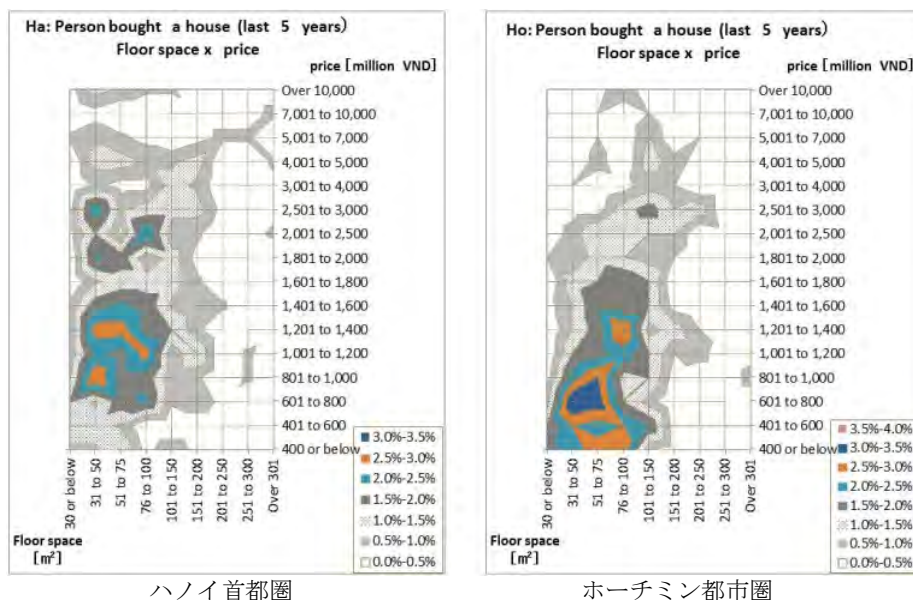 Ha: Person bought a house (last 5 years)
Floor space x price
price [million VND]
Over 10,000
7,001 to 10,000
5,001 to 7,000
4,001 to 5,000
3,001 to 4,000
2,501 to 3,000
2,001 to 2,500
1,801 to 2,000
1,601 to 1,800
1,401 to 1,600
1,201 to 1,400
1,001 to 1,200
801 to 1,000
601 to 800
401 to 600
400 or below
30 or below
31 to 50
51 to 75
76 to 100
101 to 150
151 to 200
201 to 250
251 to 300
Over 301
Floor space
[m²]
3.0%-3.5%
2.5%-3.0%
2.0%-2.5%
1.5%-2.0%
1.0%-1.5%
0.5%-1.0%
0.0%-0.5%
ハノイ首都圏
Ho: Person bought a house (last 5 years)
Floor space x price
price [million VND]
Over 10,000
7,001 to 10,000
5,001 to 7,000
4,001 to 5,000
3,001 to 4,000
2,501 to 3,000
2,001 to 2,500
1,801 to 2,000
1,601 to 1,800
1,401 to 1,600
1,201 to 1,400
1,001 to 1,200
801 to 1,000
601 to 800
401 to 600
400 or below
30 or below
31 to 50
51 to 75
76 to 100
101 to 150
151 to 200
201 to 250
251 to 300
Over 301
Floor space
[m²]
3.5%-4.0%
3.0%-3.5%
2.5%-3.0%
2.0%-2.5%
1.5%-2.0%
1.0%-1.5%
0.5%-1.0%
0.0%-0.5%
ホーチミン都市圏